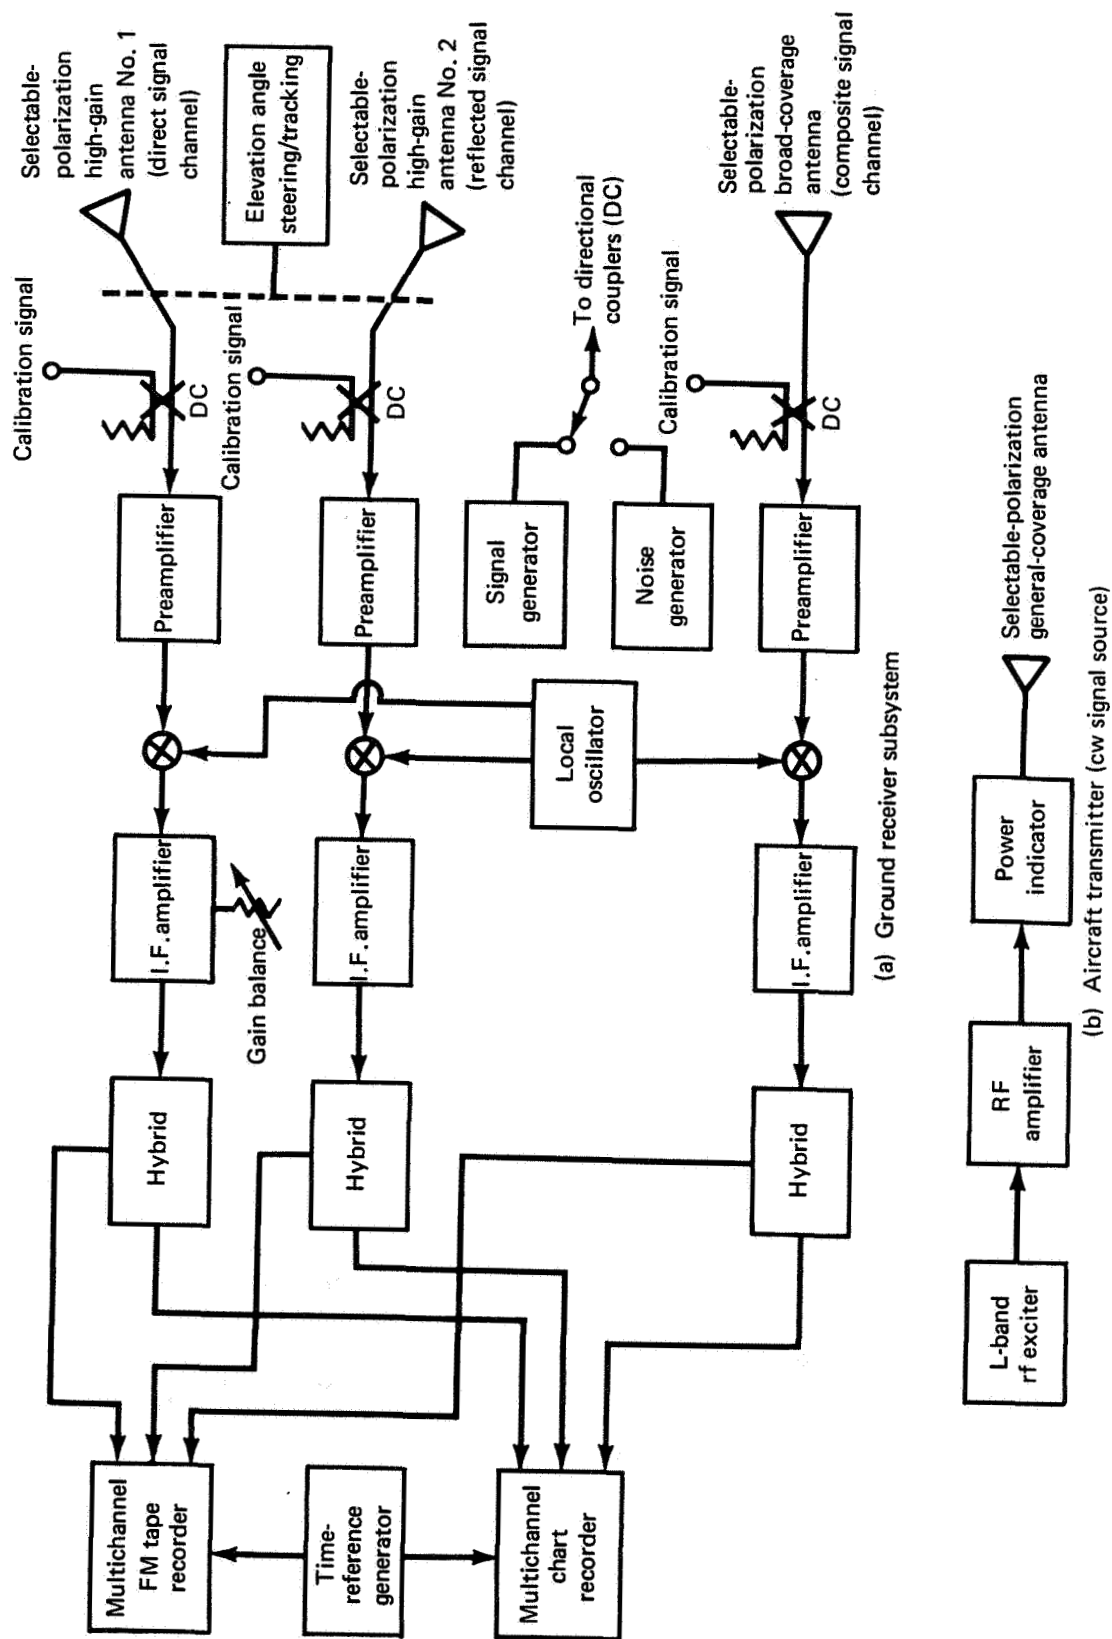 Selectable-
polarization
high-gain
antenna No. 1
(direct signal
channel)
Elevation angle
steering/tracking
Selectable-
polarization
high-gain
antenna No. 2
(reflected signal
channel)
Selectable-
polarization
broad-coverage
antenna
(composite signal
channel)
Calibration signal
DC
Calibration signal
DC
To directional
couplers (DC)
Calibration signal
DC
Preamplifier
Preamplifier
Signal
generator
Noise
generator
Preamplifier
Local
oscillator
I.F. amplifier
Gain balance
I.F. amplifier
I.F. amplifier
Hybrid
Hybrid
Hybrid
Multichannel
FM tape
recorder
Time-
reference
generator
Multichannel
chart
recorder
(a) Ground receiver subsystem
L-band
rf exciter
RF
amplifier
Power
indicator
Selectable-polarization
general-coverage antenna
(b) Aircraft transmitter (cw signal source)